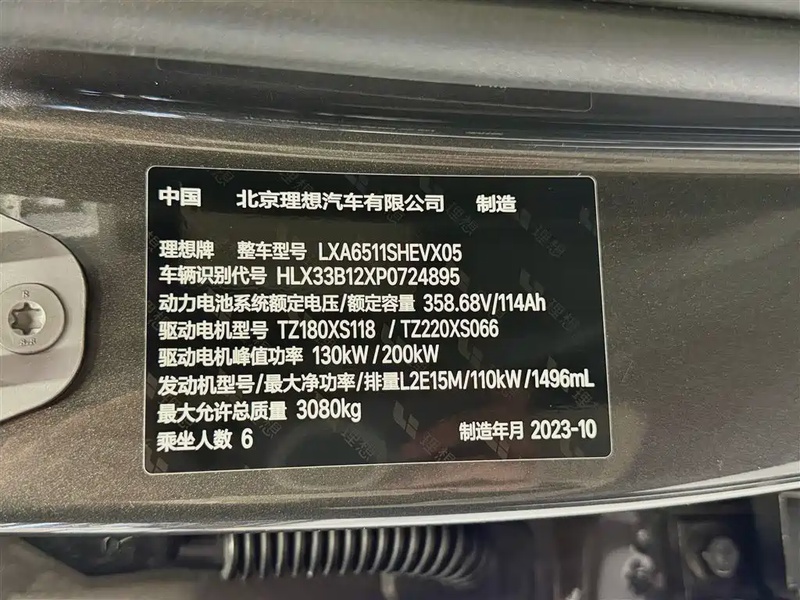 中国 北京理想汽车有限公司 制造
理想牌 整车型号 LXA6511SHEVX05
车辆识别代号 HLX33B12XP0724895
动力电池系统额定电压/额定容量 358.68V/114Ah
驱动电机型号 TZ180XS118 / TZ220XS066
驱动电机峰值功率 130kW / 200kW
发动机型号/最大净功率/排量L2E15M/110kW/1496mL
最大允许总质量 3080kg
乘坐人数 6 制造年月 2023-10